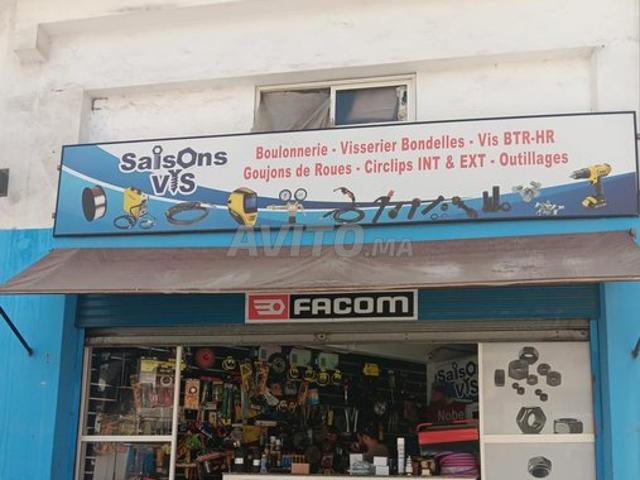 SaisOns
VIS
Boulonnerie - Visserier Bondelles - Vis BTR-HR
Goujons de Roues - Circlips INT & EXT - Outillages
AVITO.MA
FACOM
SaisOns
VIS
Nobel